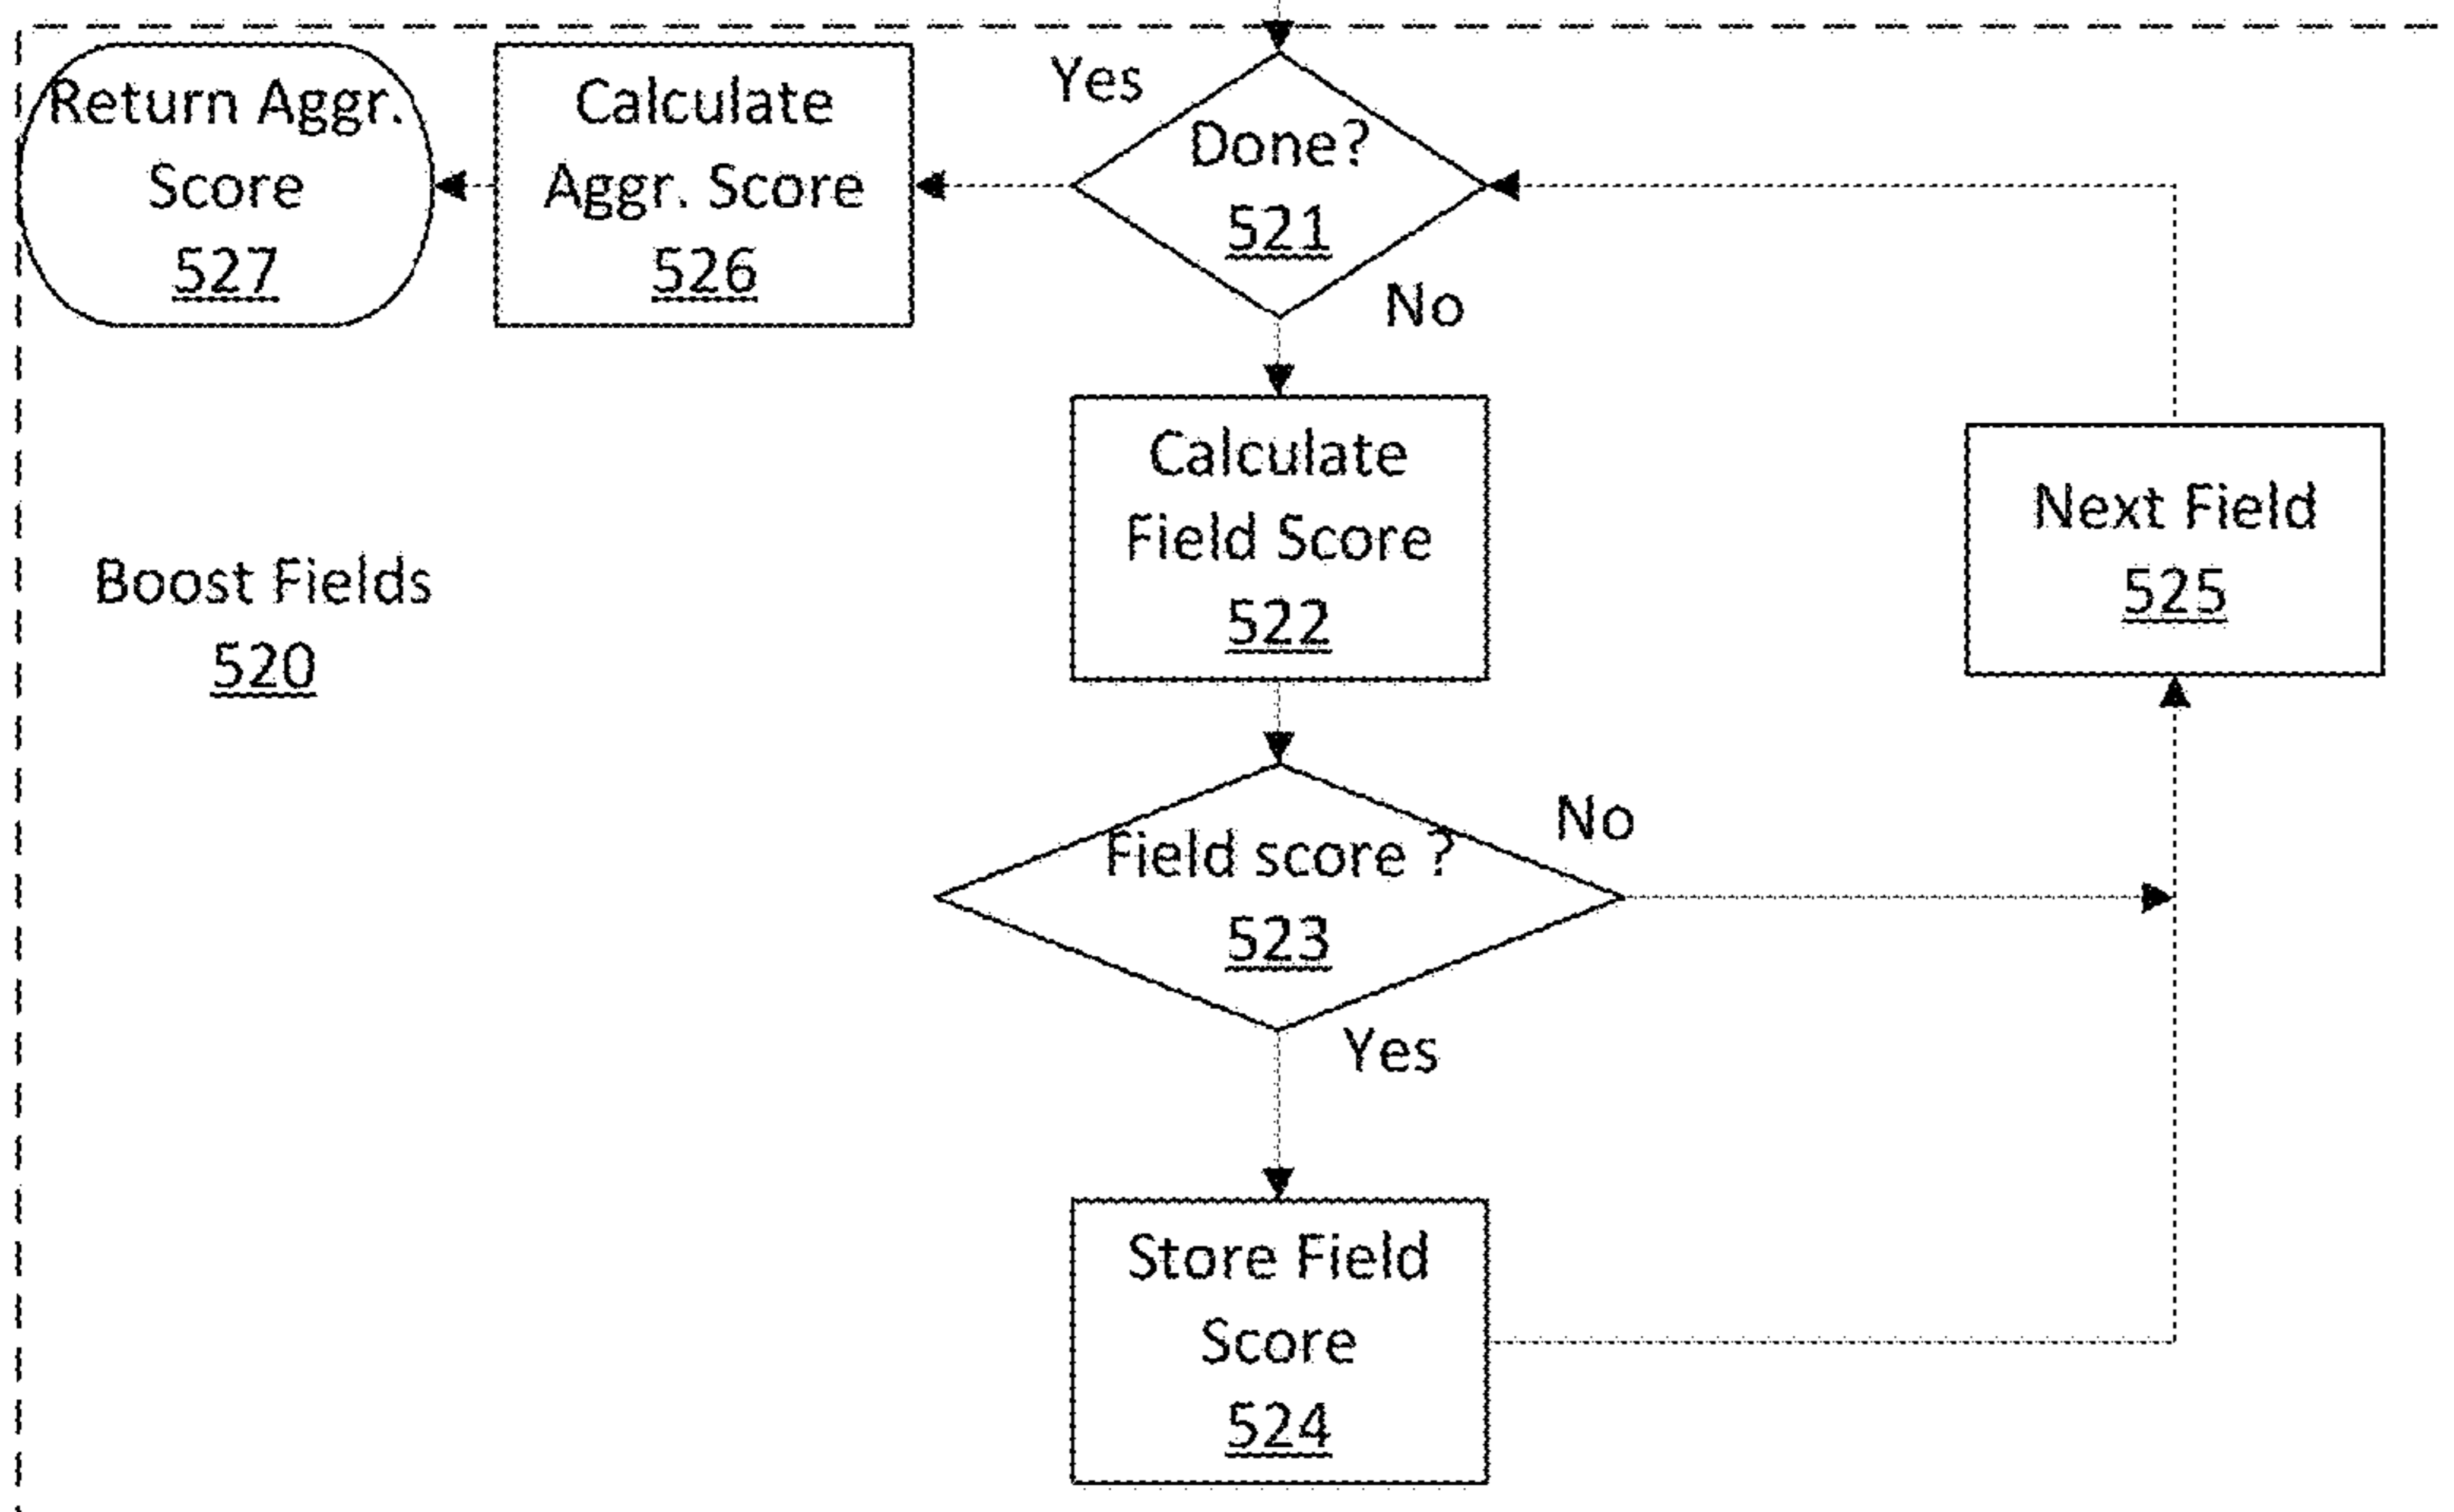 Return Aggr.
Score
527
Calculate
Aggr. Score
526
Yes
Done?
521
No
Calculate
Field Score
522
Next Field
525
Boost Fields
520
Field score ?
523
No
Yes
Store Field
Score
524